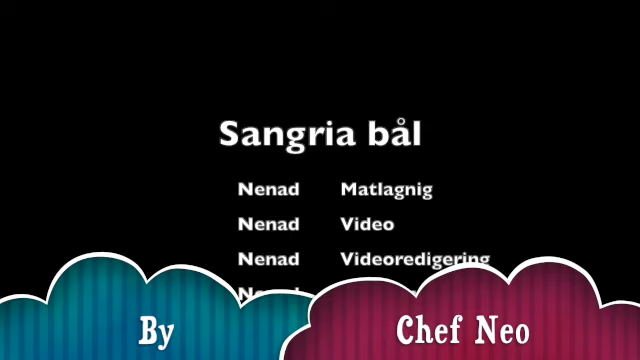 Sangria bål
Nenad Matlagnig
Nenad Video
Nenad Videoredigering
By Chef Neo